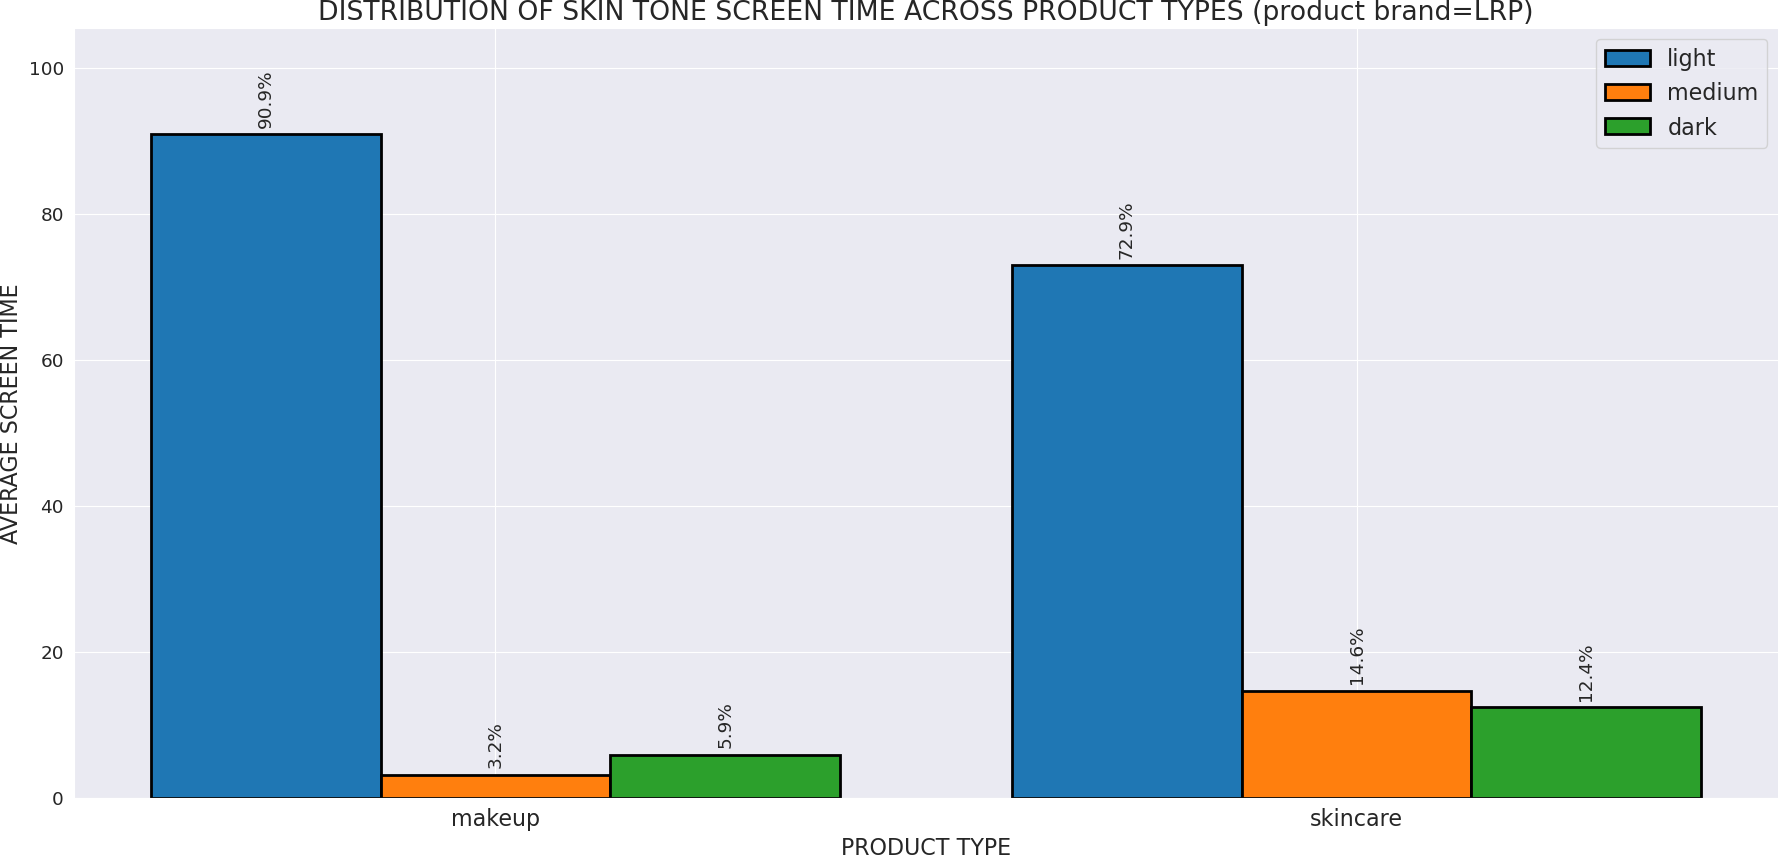 DISTRIBUTION OF SKIN TONE SCREEN TIME ACROSS PRODUCT TYPES (product brand=LRP)
light
medium
dark
AVERAGE SCREEN TIME
100
80
60
40
20
0
90.9%
3.2%
5.9%
72.9%
14.6%
12.4%
makeup
skincare
PRODUCT TYPE